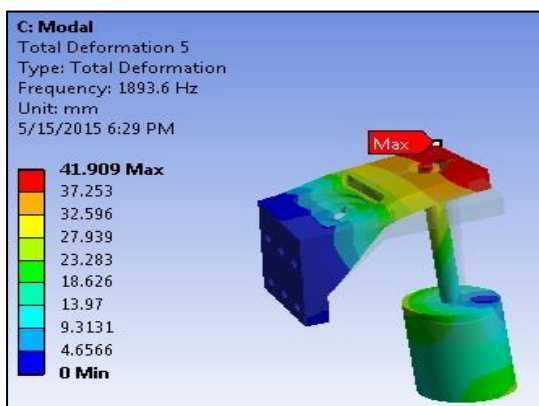 C: Modal
Total Deformation 5
Type: Total Deformation
Frequency: 1893.6 Hz
Unit: mm
5/15/2015 6:29 PM
Max
41.909 Max
37.253
32.596
27.939
23.283
18.626
13.97
9.3131
4.6566
0 Min